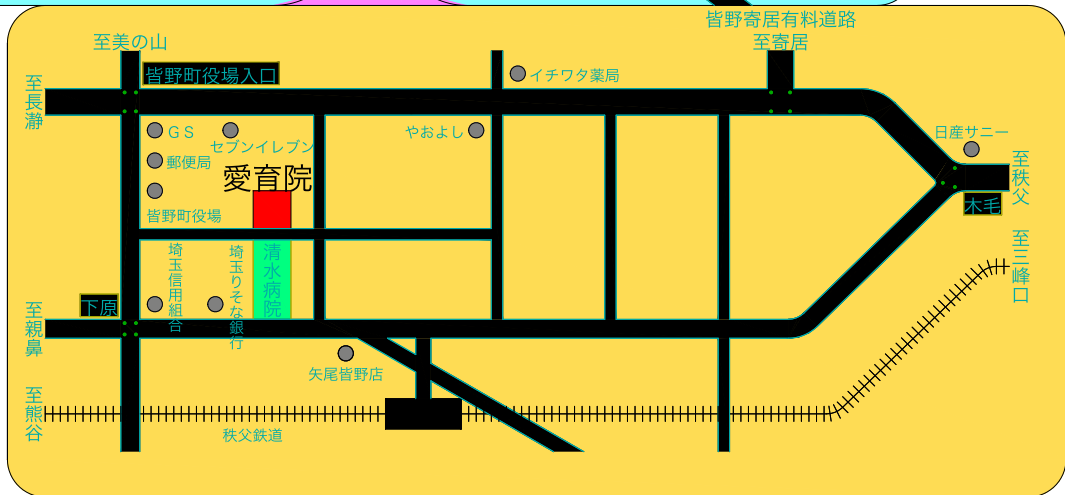 皆野寄居有料道路
至美の山
至寄居
皆野町役場入口
イチワタ薬局
至長瀞
ＧＳ
セブンイレブン
やおよし
日産サニー
郵便局
愛育院
至秩父
木毛
皆野町役場
至三峰口
埼玉信用組合
埼玉りそな銀行
清水病院
下原
至親鼻
矢尾皆野店
至熊谷
秩父鉄道